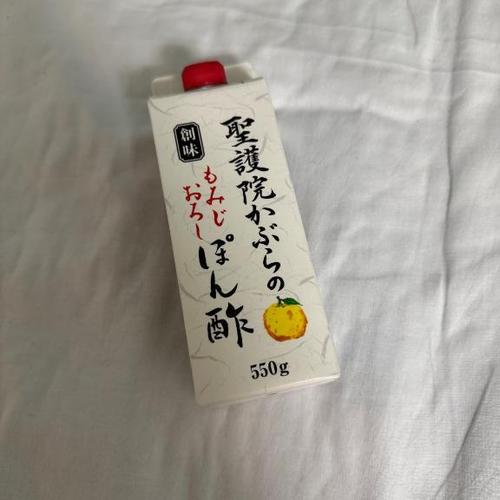 創味
聖護院かぶらの
もみじ
おろし
ぽん酢
550g